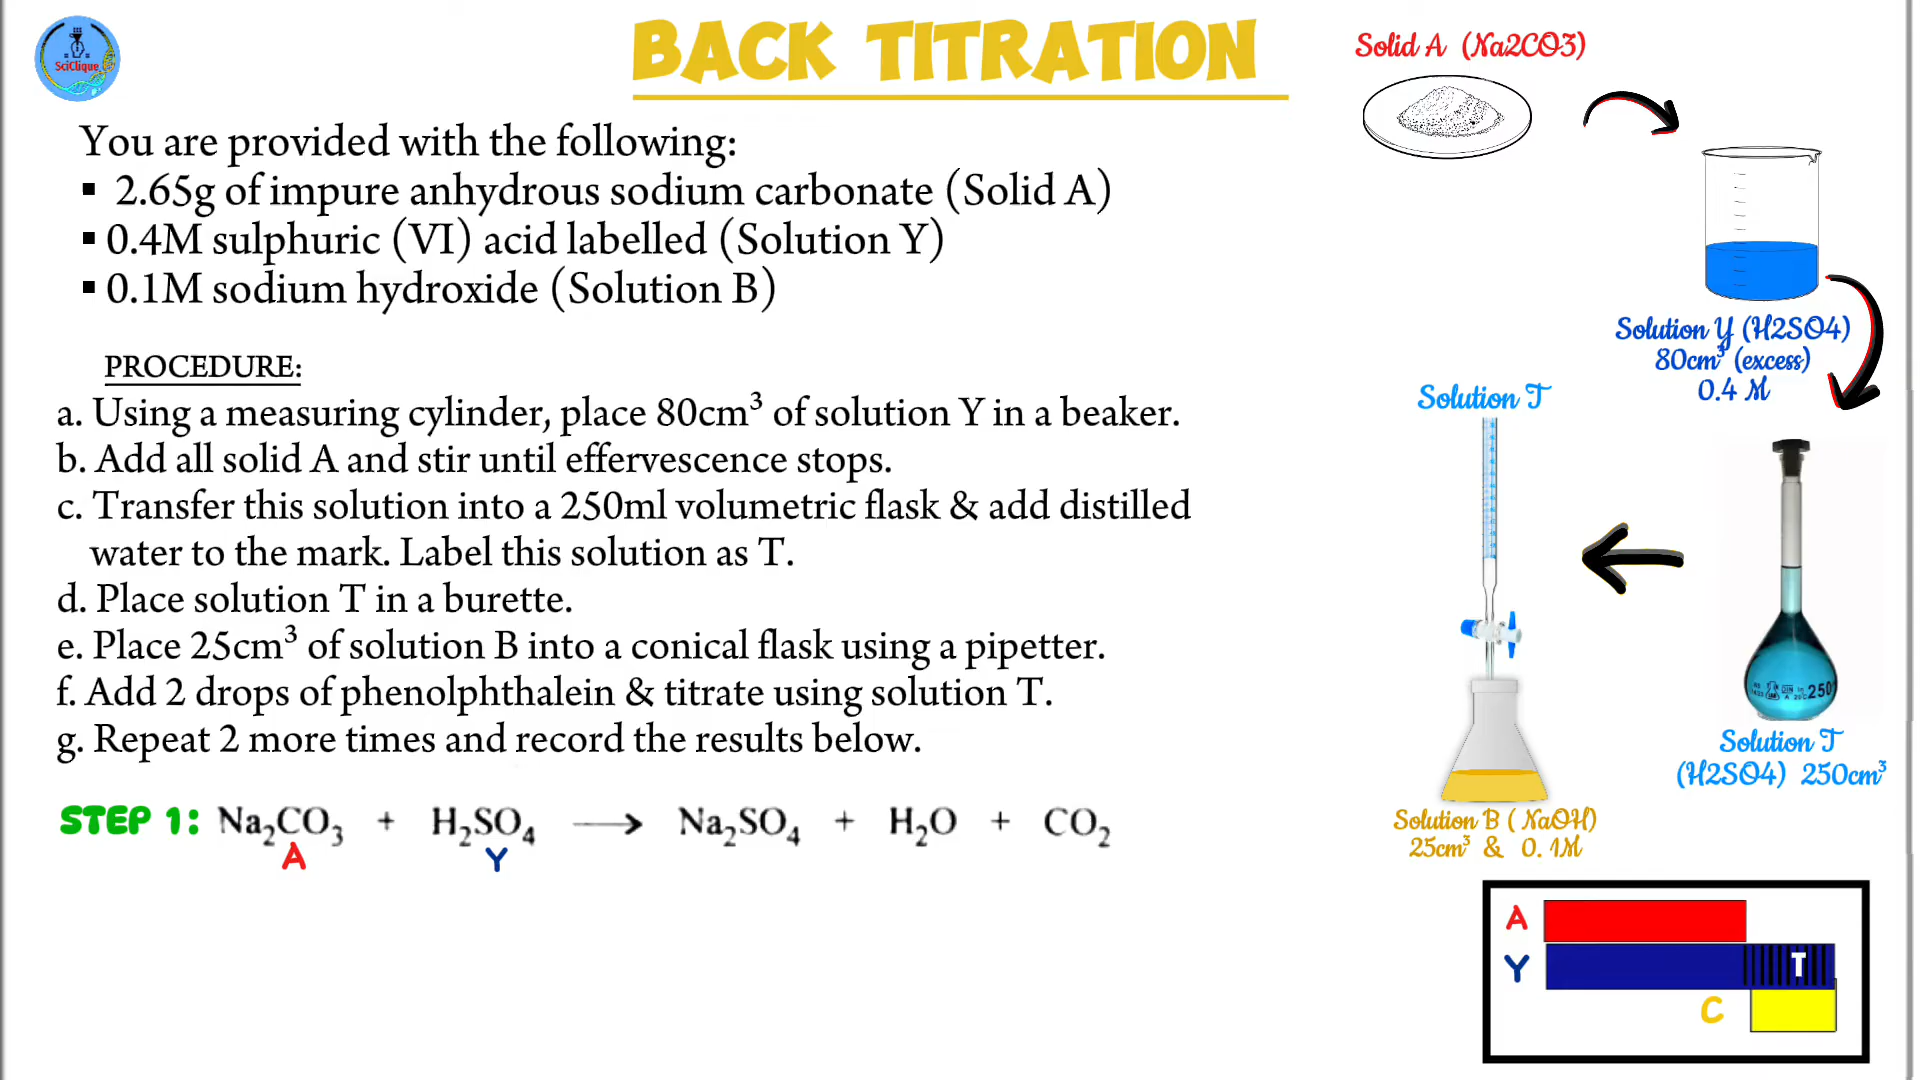 SciClique
BACK TITRATION
You are provided with the following:
▪ 2.65g of impure anhydrous sodium carbonate (Solid A)
▪ 0.4M sulphuric (VI) acid labelled (Solution Y)
▪ 0.1M sodium hydroxide (Solution B)
PROCEDURE:
a. Using a measuring cylinder, place 80cm³ of solution Y in a beaker.
b. Add all solid A and stir until effervescence stops.
c. Transfer this solution into a 250ml volumetric flask & add distilled
water to the mark. Label this solution as T.
d. Place solution T in a burette.
e. Place 25cm³ of solution B into a conical flask using a pipetter.
f. Add 2 drops of phenolphthalein & titrate using solution T.
g. Repeat 2 more times and record the results below.
STEP 1: Na₂CO₃ + H₂SO₄ ⟶ Na₂SO₄ + H₂O + CO₂
A Y
Solid A (Na2CO3)
Solution Y (H2SO4)
80cm³ (excess)
0.4 M
Solution T
250
Solution T
(H2SO4) 250cm³
Solution B ( NaOH)
25cm³ & 0.1M
A
Y T
C